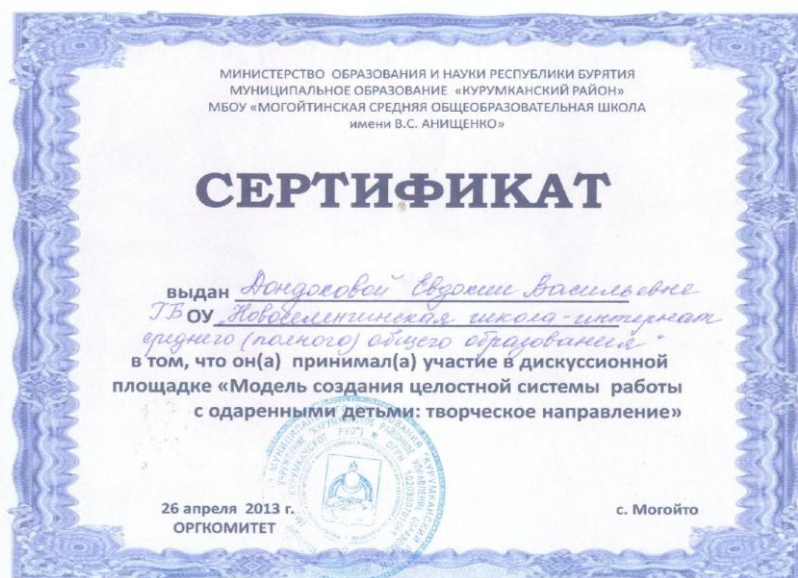 МИНИСТЕРСТВО ОБРАЗОВАНИЯ И НАУКИ РЕСПУБЛИКИ БУРЯТИЯ
МУНИЦИПАЛЬНОЕ ОБРАЗОВАНИЕ «КУРУМКАНСКИЙ РАЙОН»
МБОУ «МОГОЙТИНСКАЯ СРЕДНЯЯ ОБЩЕОБРАЗОВАТЕЛЬНАЯ ШКОЛА
имени В.С. АНИЩЕНКО»
СЕРТИФИКАТ
выдан Дондоковой Евдокии Васильевне
ГБОУ "Новоселенгинская школа-интернат
среднего (полного) общего образования"
в том, что он(а) принимал(а) участие в дискуссионной
площадке «Модель создания целостной системы работы
с одаренными детьми: творческое направление»
26 апреля 2013 г.
с. Могойто
ОРГКОМИТЕТ